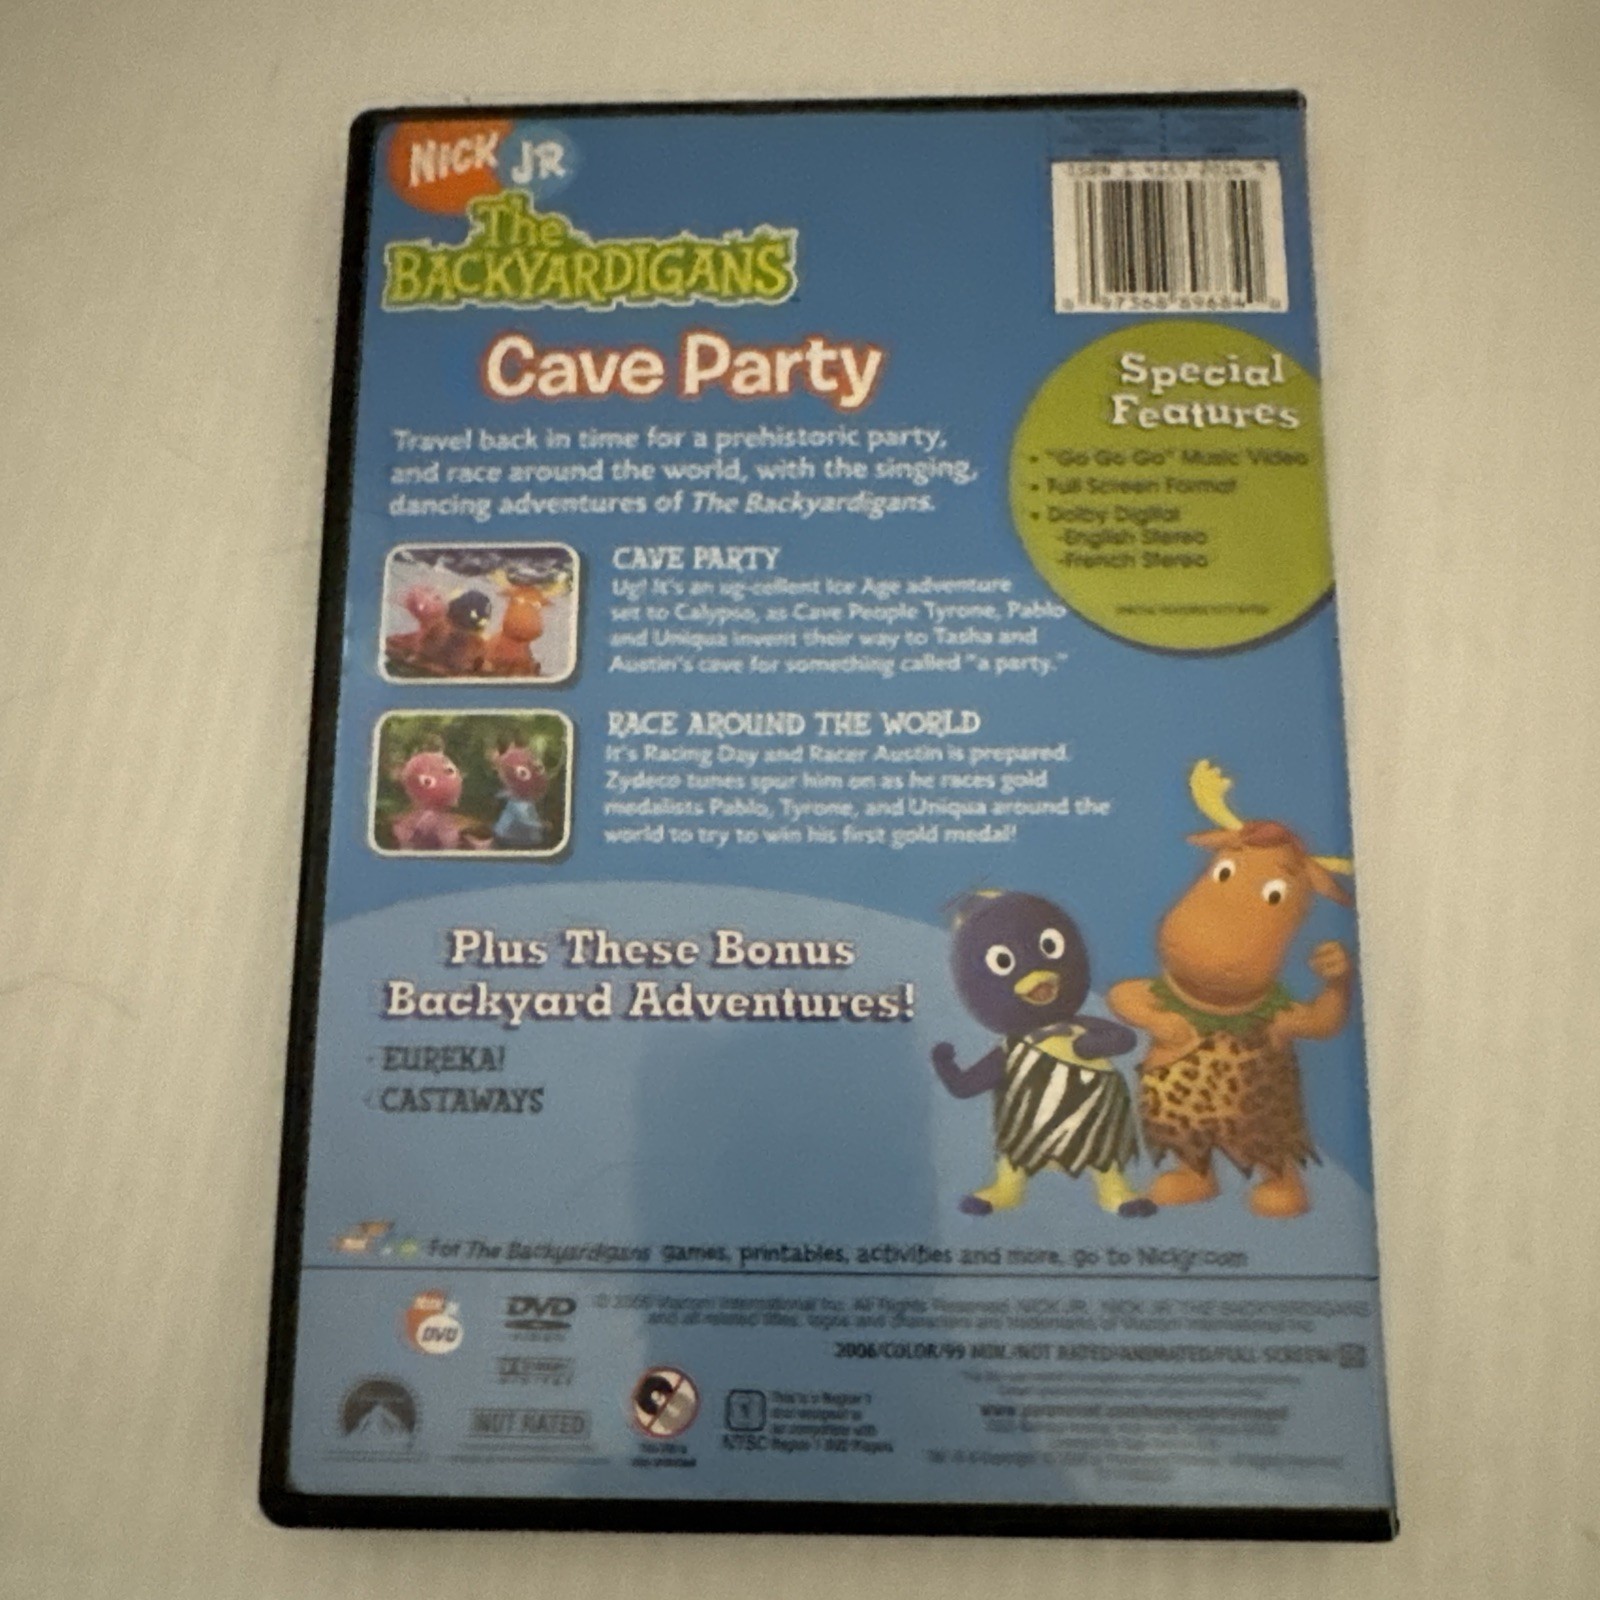 NICK JR
The
BACKYARDIGANS
Cave Party
Travel back in time for a prehistoric party,
and race around the world, with the singing,
dancing adventures of The Backyardigans.
CAVE PARTY
Ug! It's an ug-cellent Ice Age adventure
set to Calypso, as Cave People Tyrone, Pablo
and Uniqua invent their way to Tasha and
Austin's cave for something called "a party."
RACE AROUND THE WORLD
It's Racing Day and Racer Austin is prepared.
Zydeco tunes spur him on as he races gold
medalists Pablo, Tyrone, and Uniqua around the
world to try to win his first gold medal!
Special
Features
• "Go Go Go" Music Video
• Full Screen Format
• Dolby Digital
-English Stereo
-French Stereo
Plus These Bonus
Backyard Adventures!
- EUREKA!
- CASTAWAYS
For The Backyardigans games, printables, activities and more, go to Nickjr.com
DVD
DVD
2006/COLOR/99 MIN./NOT RATED/ANIMATED/FULL SCREEN/
NOT RATED
1
NTSC
This is a Region 1